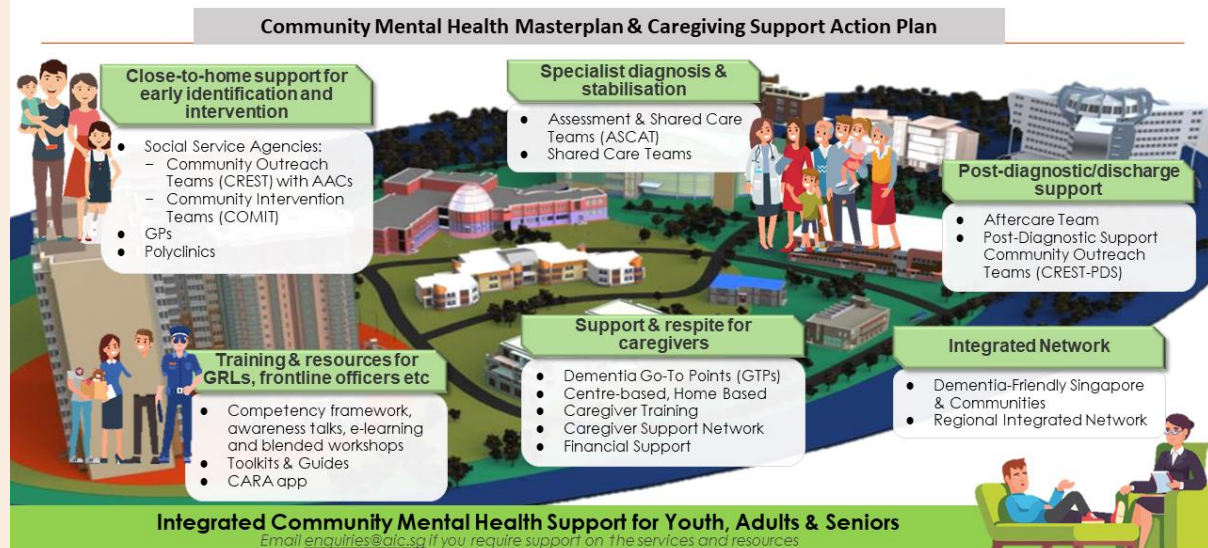 Community Mental Health Masterplan & Caregiving Support Action Plan
Close-to-home support for
early identification and
intervention
● Social Service Agencies:
− Community Outreach
Teams (CREST) with AACs
− Community Intervention
Teams (COMIT)
● GPs
● Polyclinics
Specialist diagnosis &
stabilisation
● Assessment & Shared Care
Teams (ASCAT)
● Shared Care Teams
Post-diagnostic/discharge
support
● Aftercare Team
● Post-Diagnostic Support
Community Outreach
Teams (CREST-PDS)
Training & resources for
GRLs, frontline officers etc
● Competency framework,
awareness talks, e-learning
and blended workshops
● Toolkits & Guides
● CARA app
Support & respite for
caregivers
● Dementia Go-To Points (GTPs)
● Centre-based, Home Based
● Caregiver Training
● Caregiver Support Network
● Financial Support
Integrated Network
● Dementia-Friendly Singapore
& Communities
● Regional Integrated Network
Integrated Community Mental Health Support for Youth, Adults & Seniors
Email enquiries@aic.sg if you require support on the services and resources